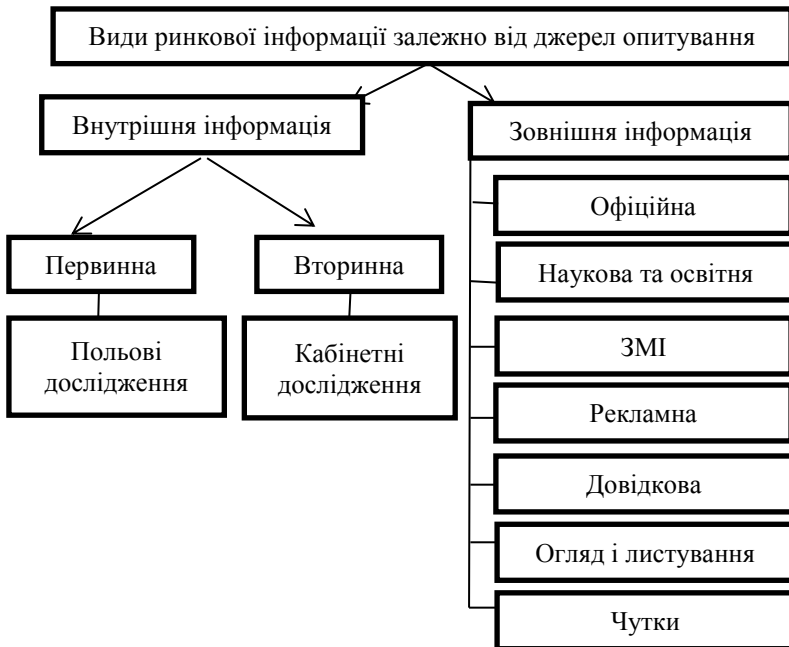 Види ринкової інформації залежно від джерел опитування
Внутрішня інформація
Зовнішня інформація
Первинна
Вторинна
Польові
дослідження
Кабінетні
дослідження
Офіційна
Наукова та освітня
ЗМІ
Рекламна
Довідкова
Огляд і листування
Чутки